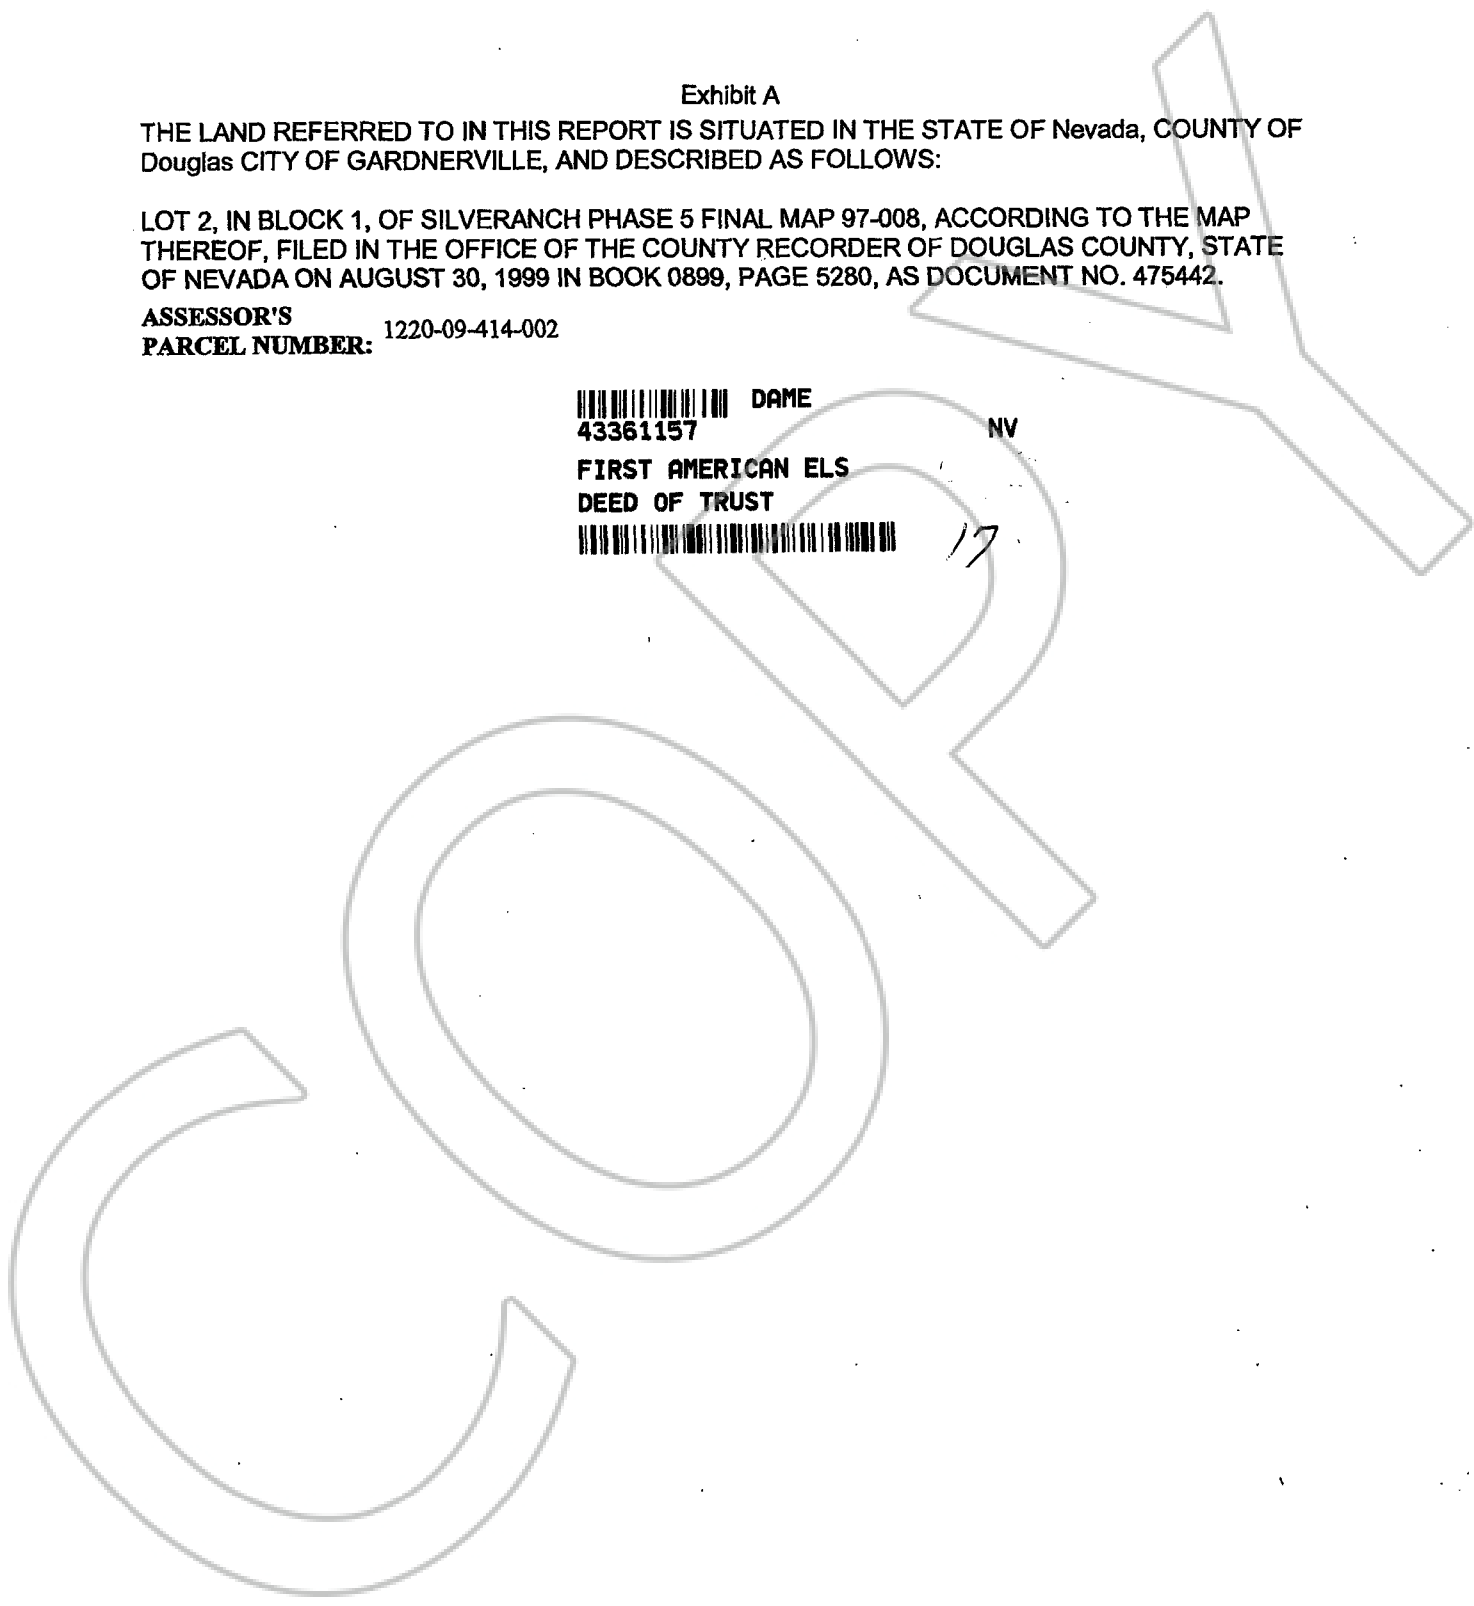 Exhibit A
THE LAND REFERRED TO IN THIS REPORT IS SITUATED IN THE STATE OF Nevada, COUNTY OF
Douglas CITY OF GARDNERVILLE, AND DESCRIBED AS FOLLOWS:
LOT 2, IN BLOCK 1, OF SILVERANCH PHASE 5 FINAL MAP 97-008, ACCORDING TO THE MAP
THEREOF, FILED IN THE OFFICE OF THE COUNTY RECORDER OF DOUGLAS COUNTY, STATE
OF NEVADA ON AUGUST 30, 1999 IN BOOK 0899, PAGE 5280, AS DOCUMENT NO. 475442.
ASSESSOR'S
PARCEL NUMBER: 1220-09-414-002
DAME
43361157 NV
FIRST AMERICAN ELS
DEED OF TRUST
17
COPY